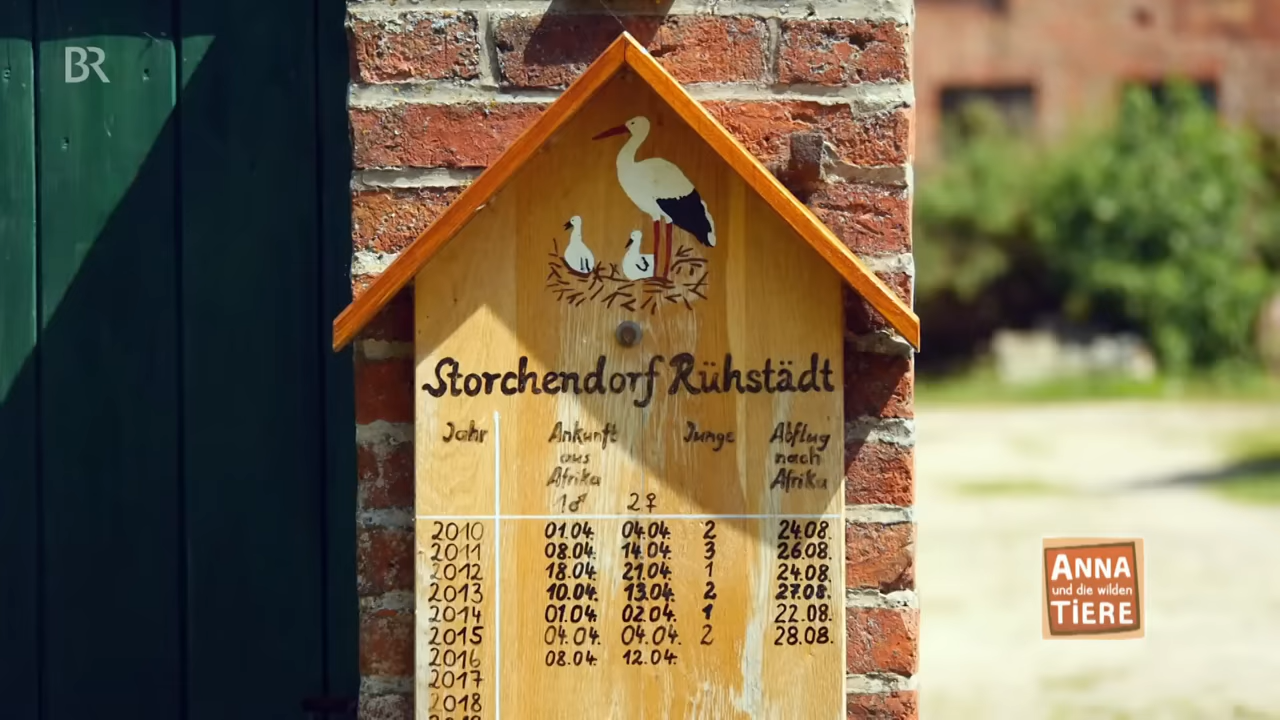 BR
Storchendorf Rühstädt
Jahr Ankunft aus Afrika Junge Abflug nach Afrika
1♂ 2♀
2010 01.04. 04.04. 2 24.08.
2011 08.04. 14.04. 3 26.08.
2012 18.04. 21.04. 1 24.08.
2013 10.04. 13.04. 2 27.08.
2014 01.04. 02.04. 1 22.08.
2015 04.04. 04.04. 2 28.08.
2016 08.04. 12.04.
2017
2018
ANNA
und die wilden
TiERE